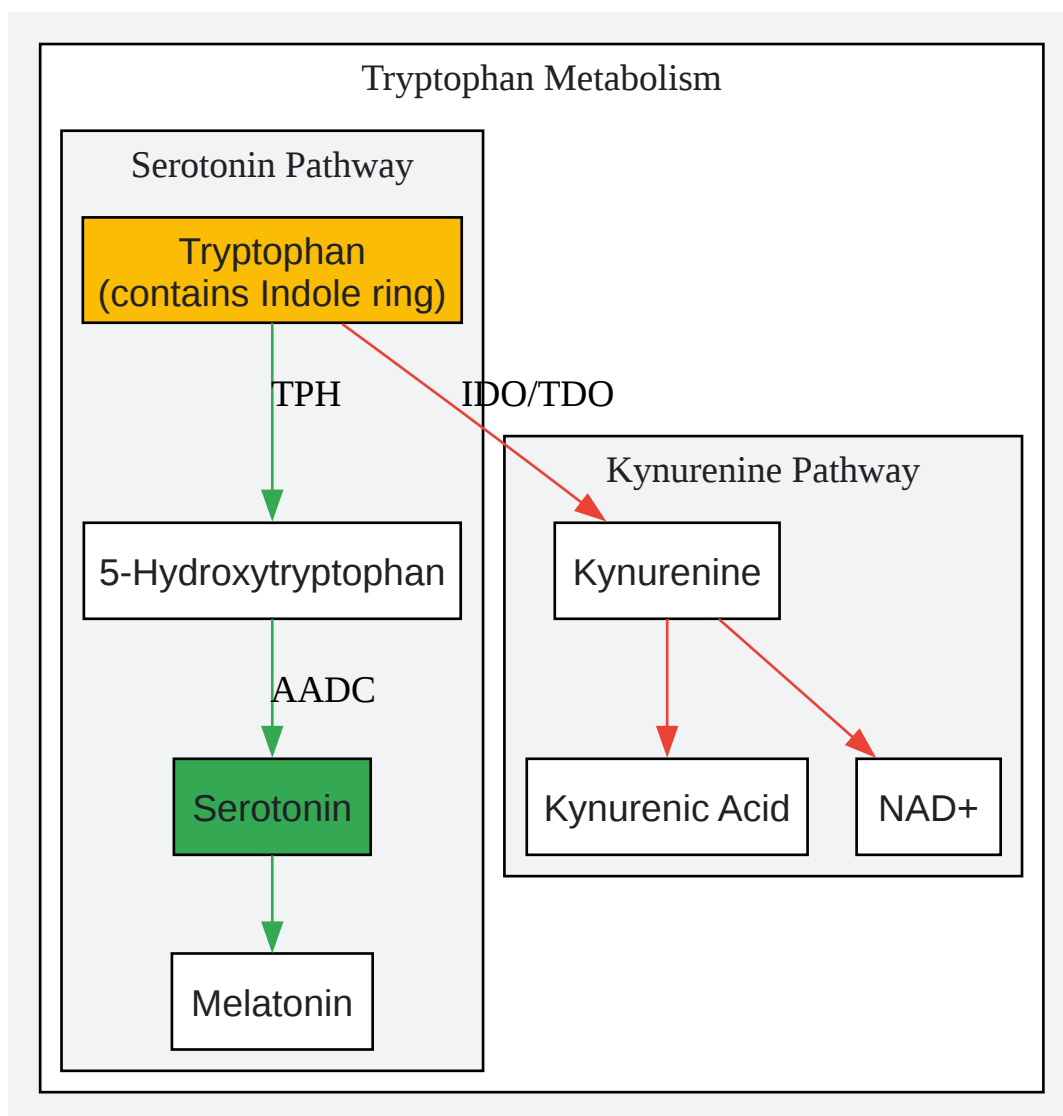 Tryptophan Metabolism
Serotonin Pathway
Tryptophan
(contains Indole ring)
TPH
IDO/TDO
Kynurenine Pathway
5-Hydroxytryptophan
Kynurenine
AADC
Serotonin
Kynurenic Acid
NAD+
Melatonin